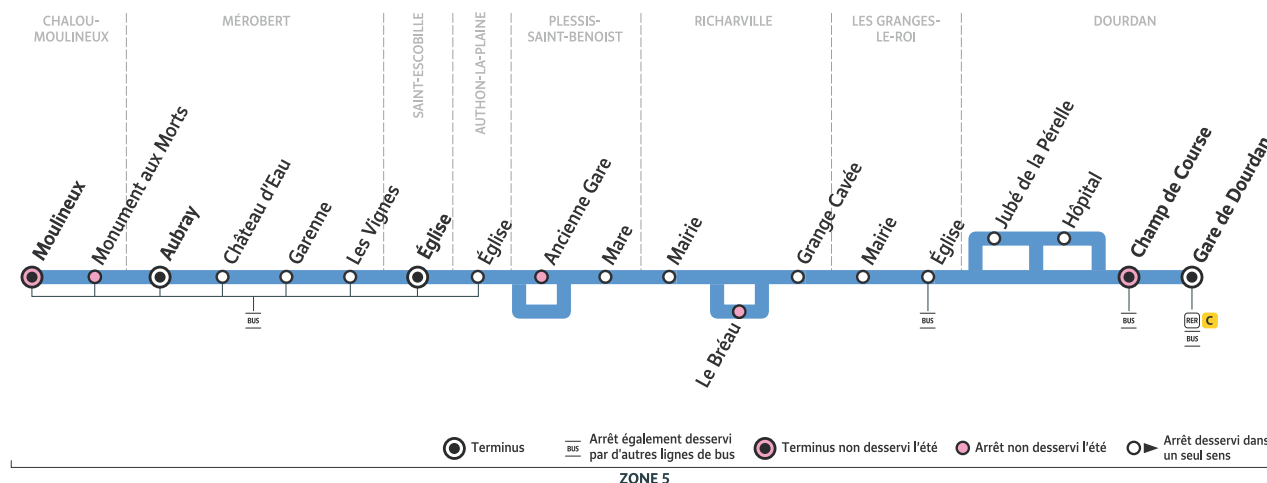 CHALOU-
MOULINEUX
MÉROBERT
SAINT-ESCOBILLE
AUTHON-LA-PLAINE
PLESSIS-
SAINT-BENOIST
RICHARVILLE
LES GRANGES-
LE-ROI
DOURDAN
Moulineux
Monument aux Morts
Aubray
Château d'Eau
Garenne
Les Vignes
Église
Église
Ancienne Gare
Mare
Mairie
Le Bréau
Grange Cavée
Mairie
Église
Jubé de la Pérelle
Hôpital
Champ de Course
Gare de Dourdan
BUS
BUS
BUS
RER C
BUS
Terminus
BUS
Arrêt également desservi
par d'autres lignes de bus
Terminus non desservi l'été
Arrêt non desservi l'été
Arrêt desservi dans
un seul sens
ZONE 5